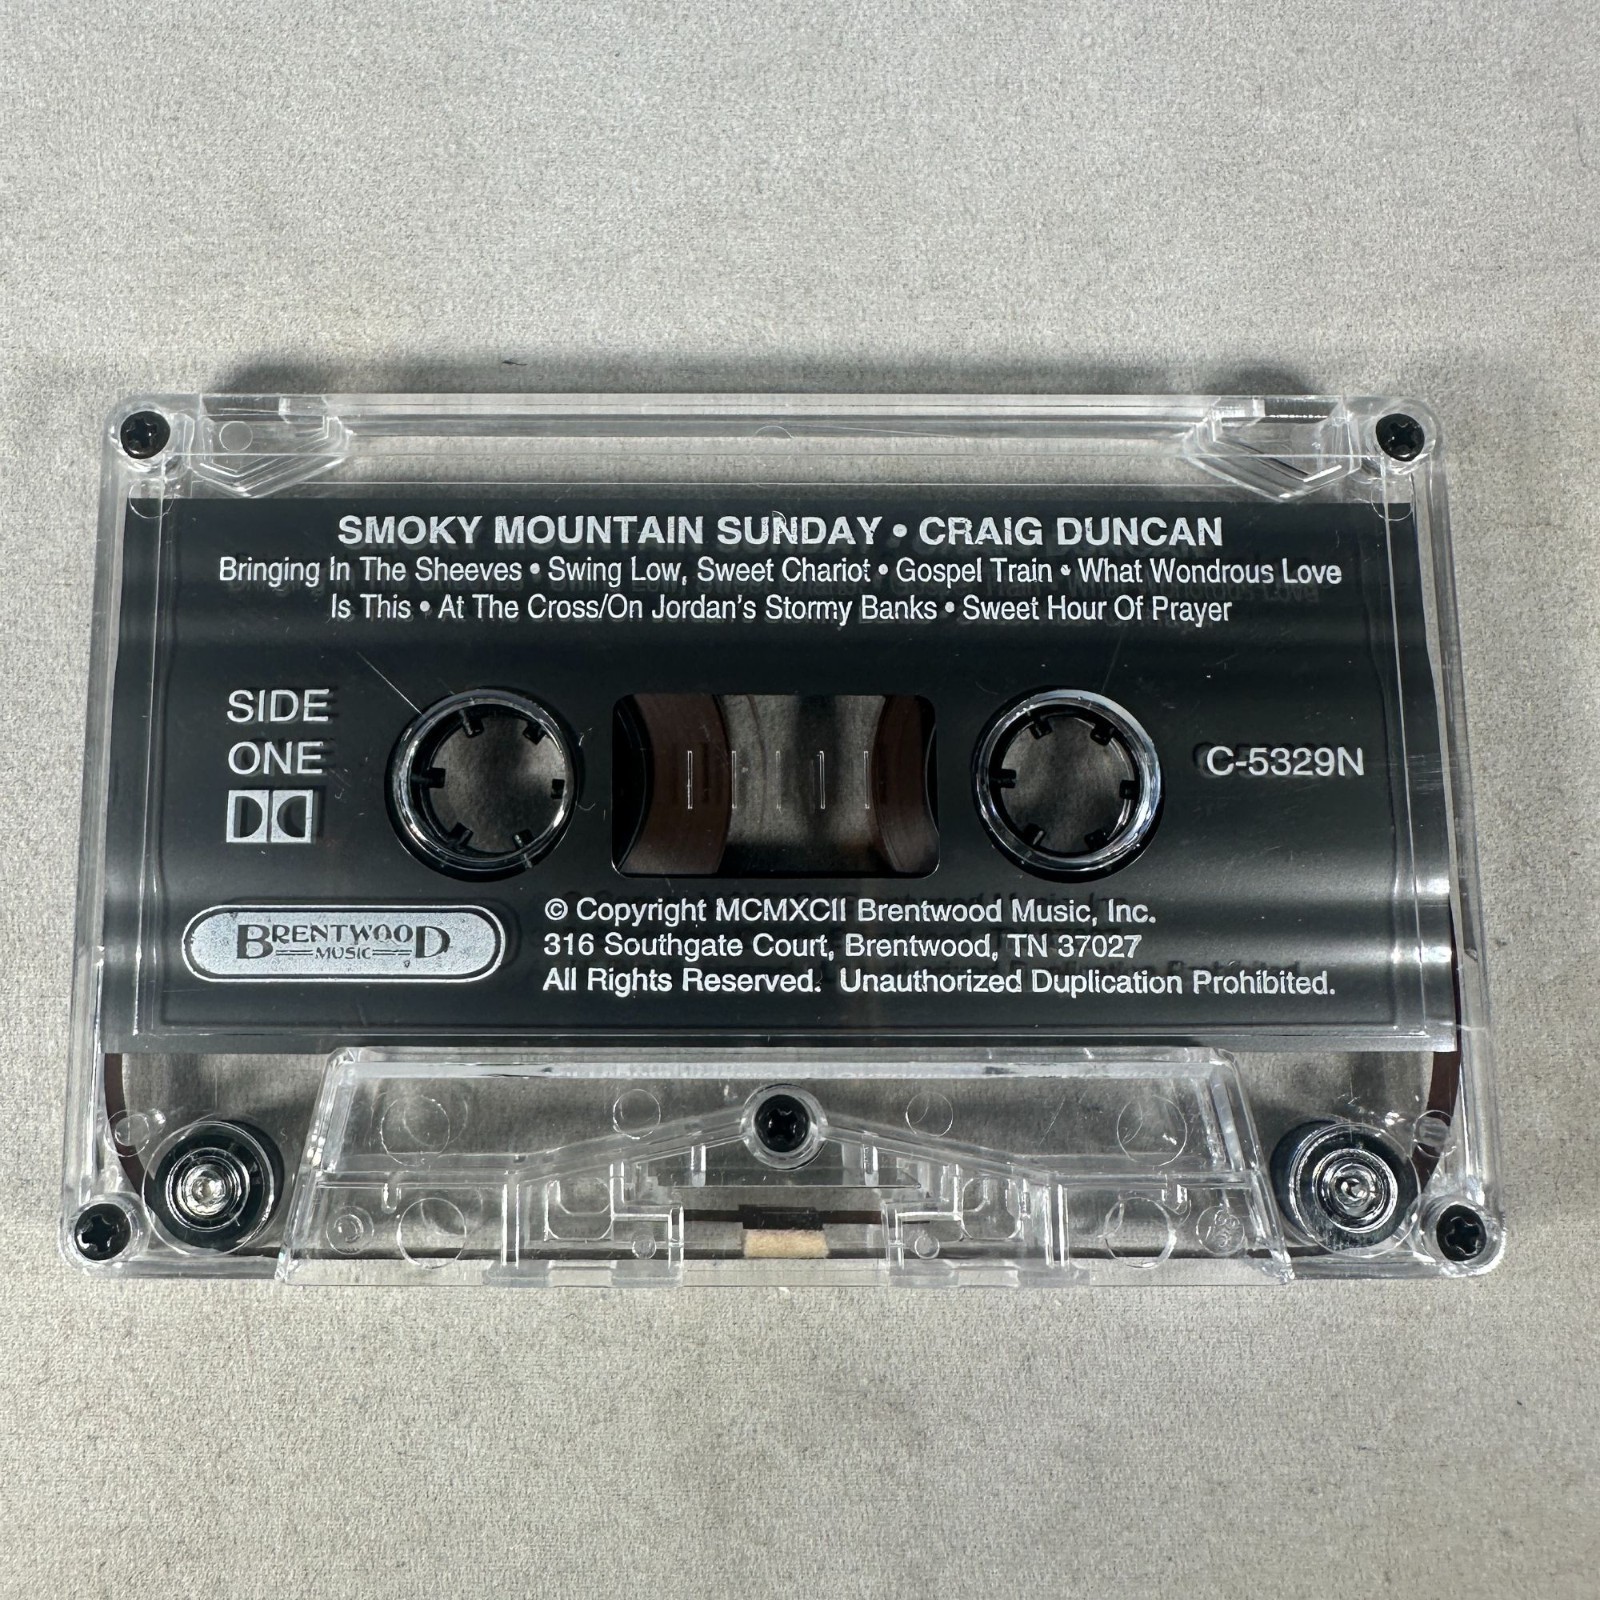 SMOKY MOUNTAIN SUNDAY • CRAIG DUNCAN
Bringing In The Sheeves • Swing Low, Sweet Chariot • Gospel Train • What Wondrous Love
Is This • At The Cross/On Jordan's Stormy Banks • Sweet Hour Of Prayer
SIDE
ONE
C-5329N
BRENTWOOD
MUSIC
© Copyright MCMXCII Brentwood Music, Inc.
316 Southgate Court, Brentwood, TN 37027
All Rights Reserved. Unauthorized Duplication Prohibited.